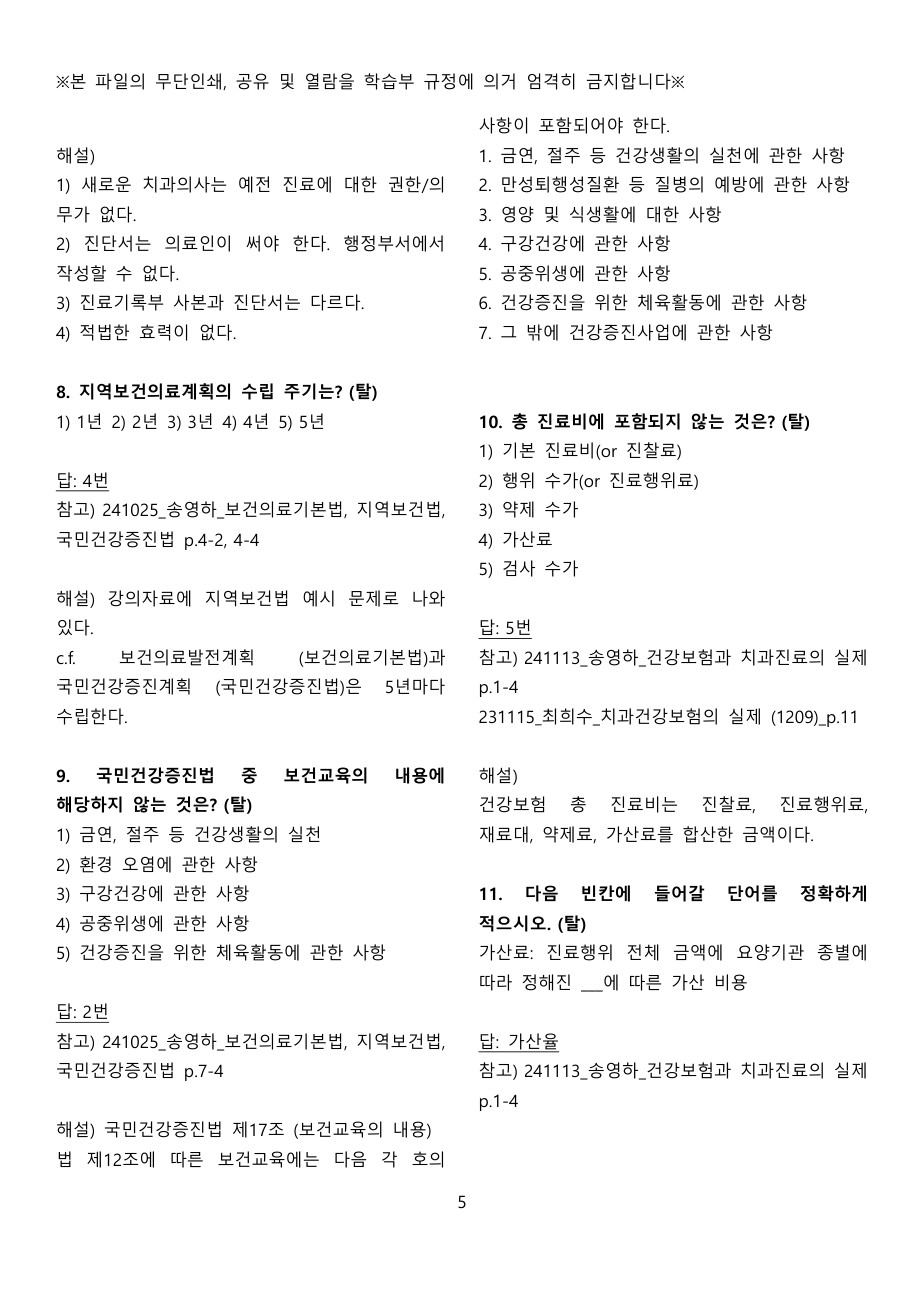 ※본 파일의 무단인쇄, 공유 및 열람을 학습부 규정에 의거 엄격히 금지합니다※
해설)
1) 새로운 치과의사는 예전 진료에 대한 권한/의
무가 없다.
2) 진단서는 의료인이 써야 한다. 행정부서에서
작성할 수 없다.
3) 진료기록부 사본과 진단서는 다르다.
4) 적법한 효력이 없다.
8. 지역보건의료계획의 수립 주기는? (탈)
1) 1년 2) 2년 3) 3년 4) 4년 5) 5년
답: 4번
참고) 241025_송영하_보건의료기본법, 지역보건법,
국민건강증진법 p.4-2, 4-4
해설) 강의자료에 지역보건법 예시 문제로 나와
있다.
c.f. 보건의료발전계획 (보건의료기본법)과
국민건강증진계획 (국민건강증진법)은 5년마다
수립한다.
9. 국민건강증진법 중 보건교육의 내용에
해당하지 않는 것은? (탈)
1) 금연, 절주 등 건강생활의 실천
2) 환경 오염에 관한 사항
3) 구강건강에 관한 사항
4) 공중위생에 관한 사항
5) 건강증진을 위한 체육활동에 관한 사항
답: 2번
참고) 241025_송영하_보건의료기본법, 지역보건법,
국민건강증진법 p.7-4
해설) 국민건강증진법 제17조 (보건교육의 내용)
법 제12조에 따른 보건교육에는 다음 각 호의
사항이 포함되어야 한다.
1. 금연, 절주 등 건강생활의 실천에 관한 사항
2. 만성퇴행성질환 등 질병의 예방에 관한 사항
3. 영양 및 식생활에 대한 사항
4. 구강건강에 관한 사항
5. 공중위생에 관한 사항
6. 건강증진을 위한 체육활동에 관한 사항
7. 그 밖에 건강증진사업에 관한 사항
10. 총 진료비에 포함되지 않는 것은? (탈)
1) 기본 진료비(or 진찰료)
2) 행위 수가(or 진료행위료)
3) 약제 수가
4) 가산료
5) 검사 수가
답: 5번
참고) 241113_송영하_건강보험과 치과진료의 실제
p.1-4
231115_최희수_치과건강보험의 실제 (1209)_p.11
해설)
건강보험 총 진료비는 진찰료, 진료행위료,
재료대, 약제료, 가산료를 합산한 금액이다.
11. 다음 빈칸에 들어갈 단어를 정확하게
적으시오. (탈)
가산료: 진료행위 전체 금액에 요양기관 종별에
따라 정해진 ___에 따른 가산 비용
답: 가산율
참고) 241113_송영하_건강보험과 치과진료의 실제
p.1-4
5